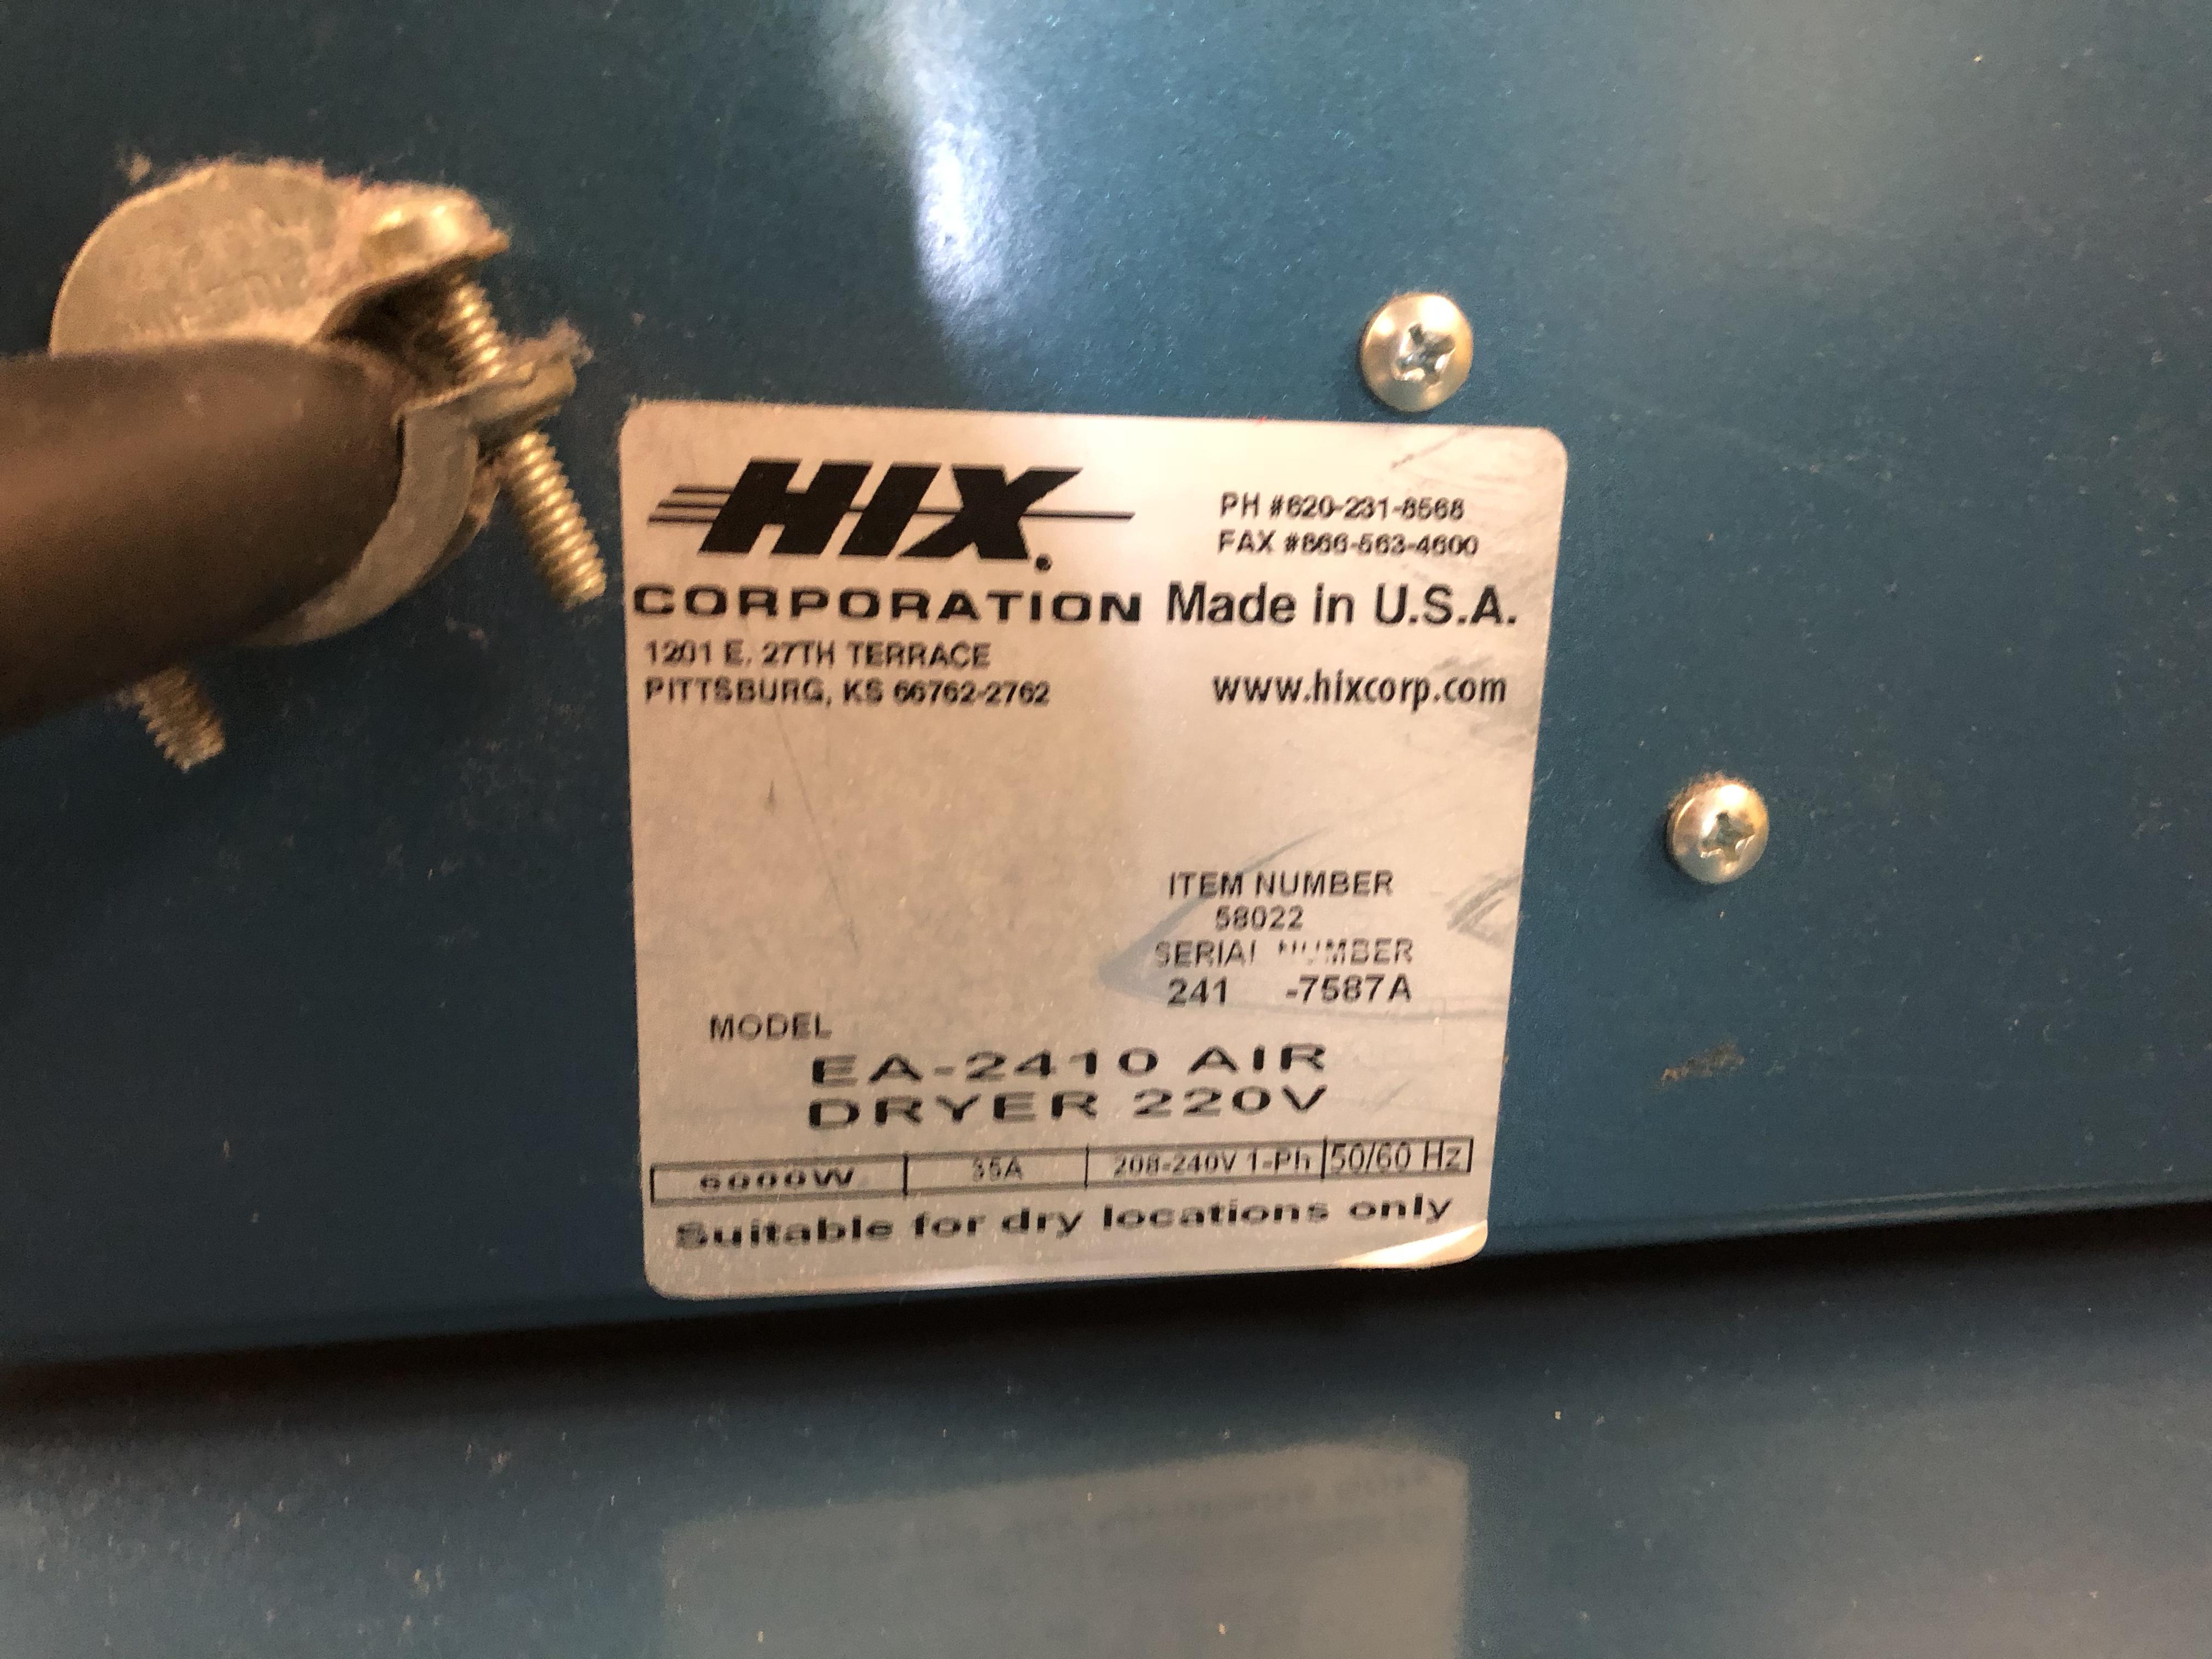 HIX
PH #620-231-8568
FAX #866-563-4600
CORPORATION Made in U.S.A.
1201 E. 27TH TERRACE
PITTSBURG, KS 66762-2762
www.hixcorp.com
ITEM NUMBER
58022
SERIAL NUMBER
241 -7587A
MODEL
EA-2410 AIR
DRYER 220V
6000W 35A 208-240V 1-Ph 50/60 Hz
Suitable for dry locations only